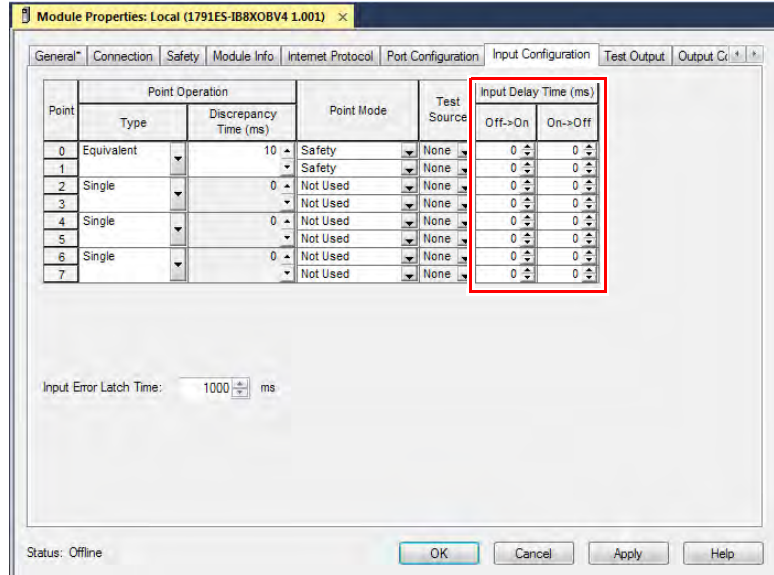 Module Properties: Local (1791ES-IB8XOBV4 1.001) ×
General* Connection Safety Module Info Internet Protocol Port Configuration Input Configuration Test Output
Point Point Operation Point Mode Test Source Input Delay Time (ms)
Type Discrepancy Time (ms) Off->On On->Off
0 Equivalent 10 Safety None 0 0
1 Safety None 0 0
2 Single 0 Not Used None 0 0
3 Not Used None 0 0
4 Single 0 Not Used None 0 0
5 Not Used None 0 0
6 Single 0 Not Used None 0 0
7 Not Used None 0 0
Input Error Latch Time: 1000 ms
Status: Offline OK Cancel Apply Help